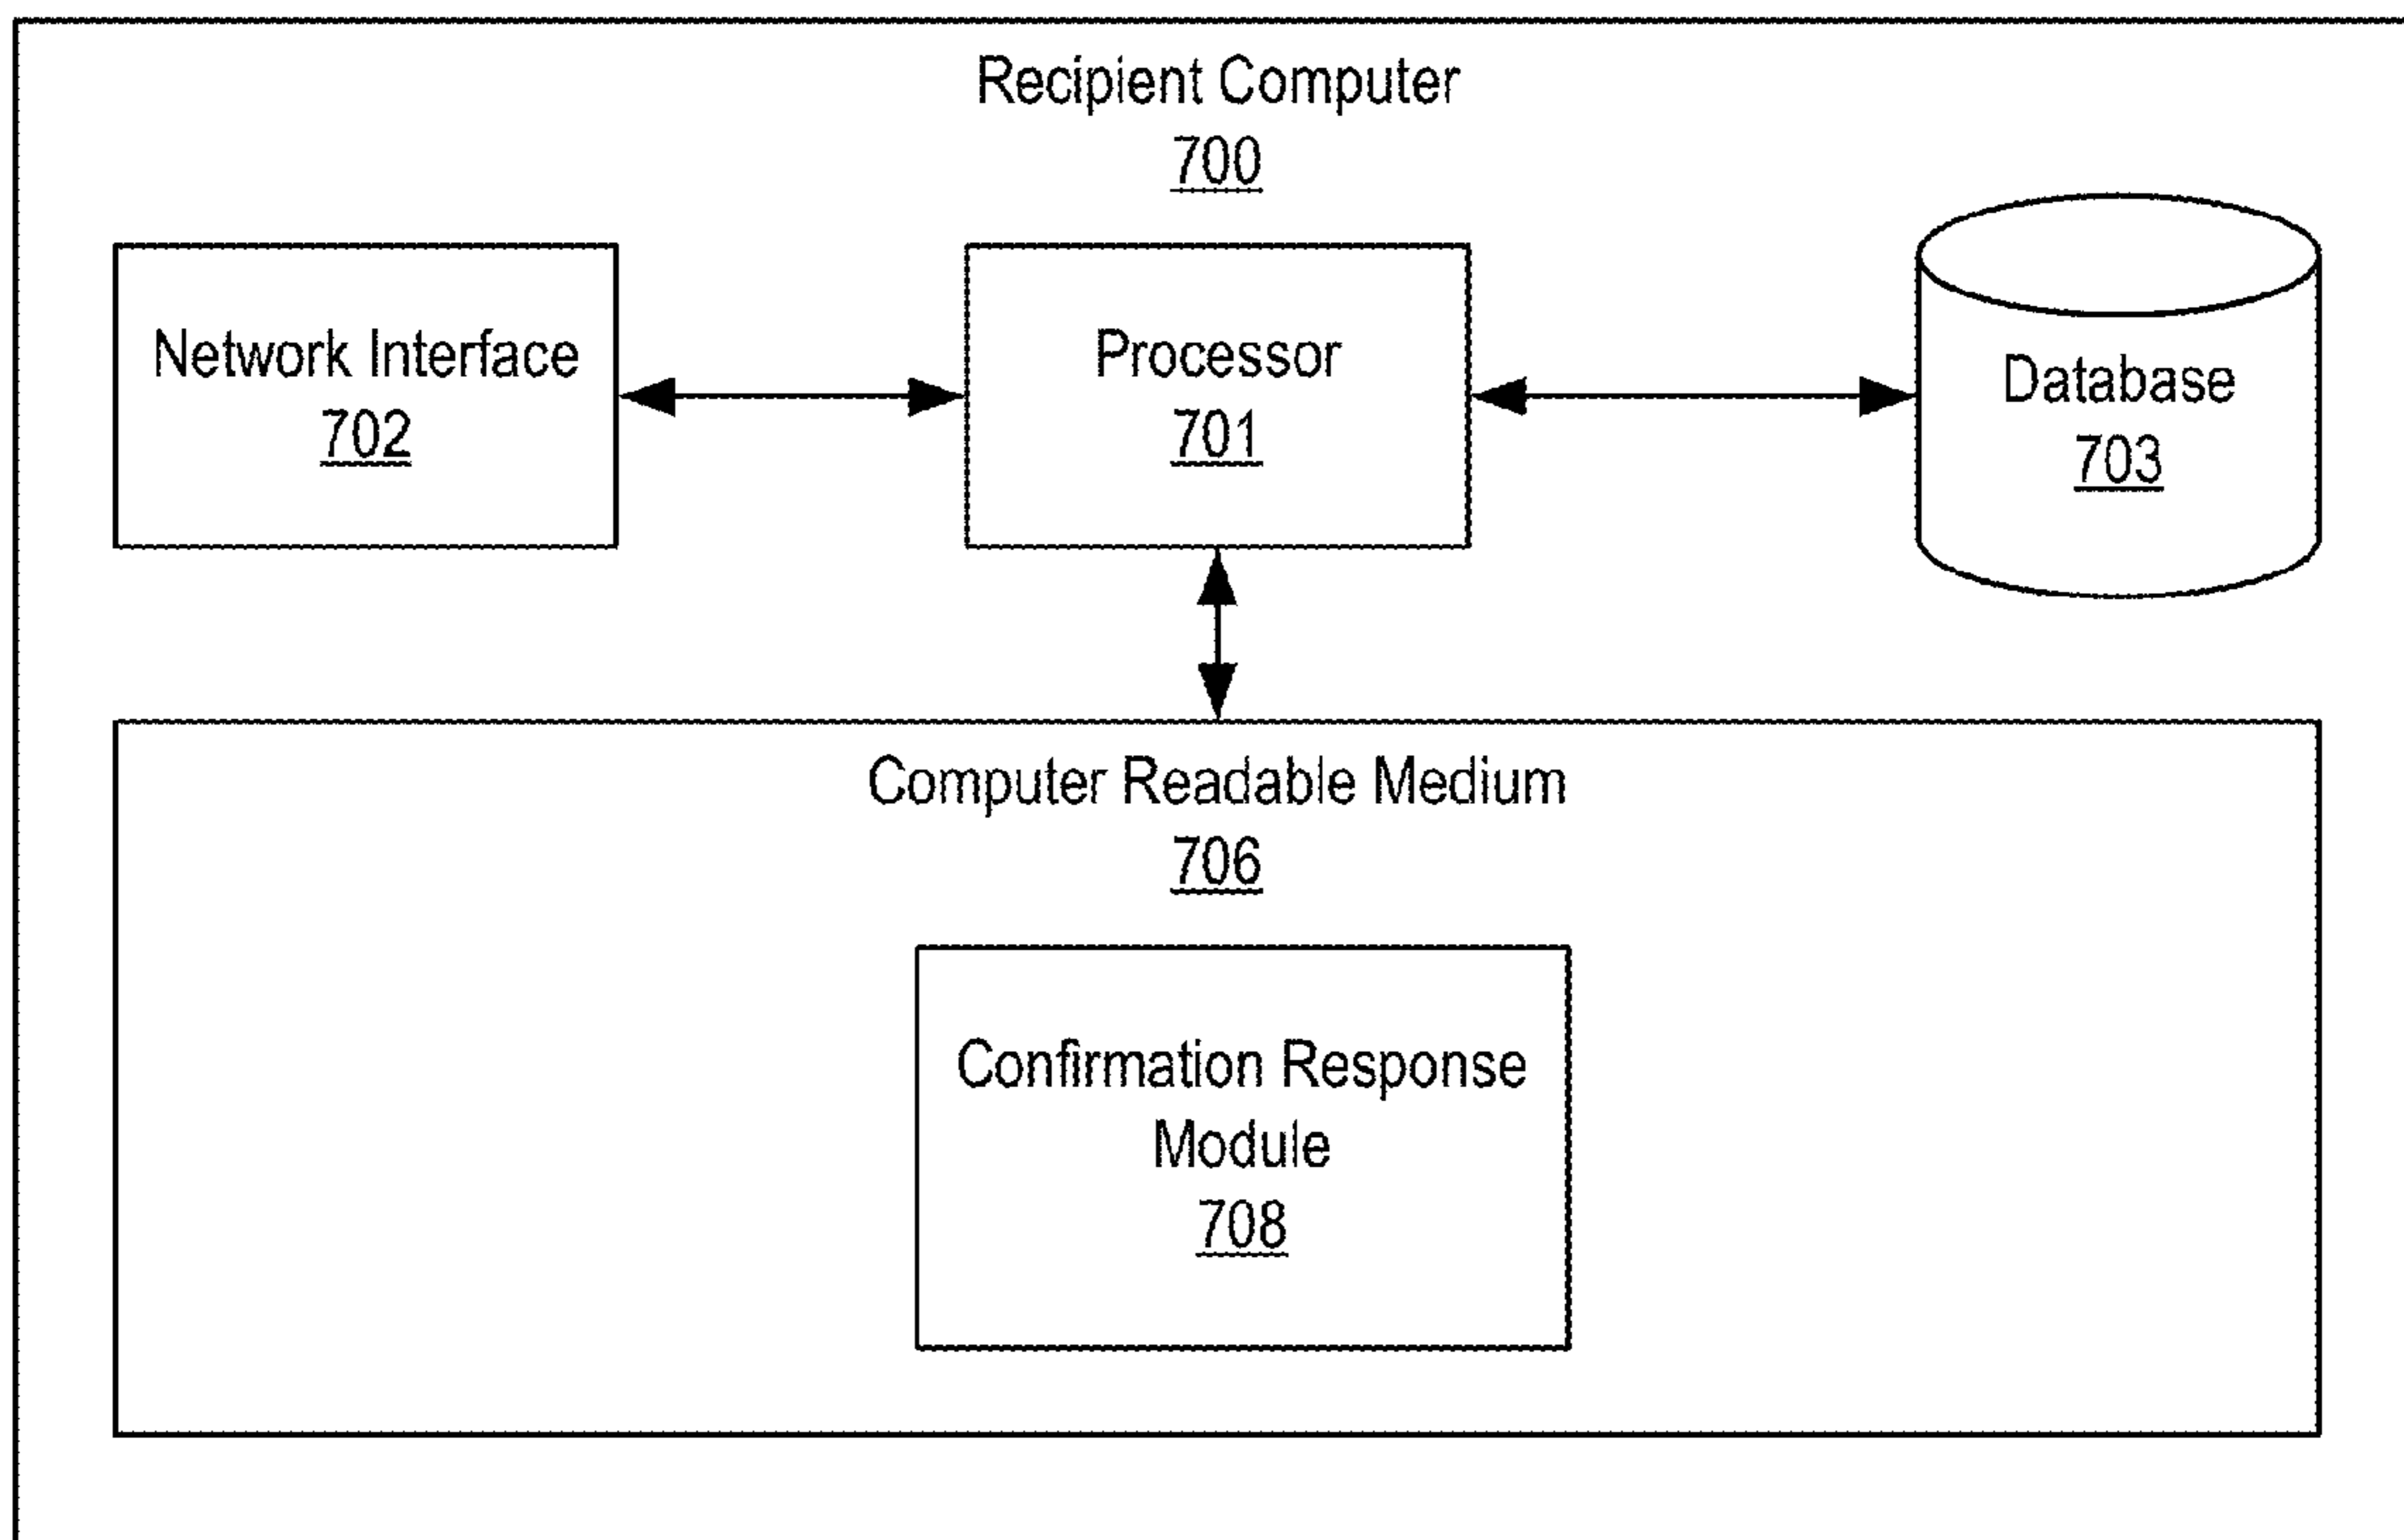 Recipient Computer
700
Network Interface
702
Processor
701
Database
703
Computer Readable Medium
706
Confirmation Response
Module
708